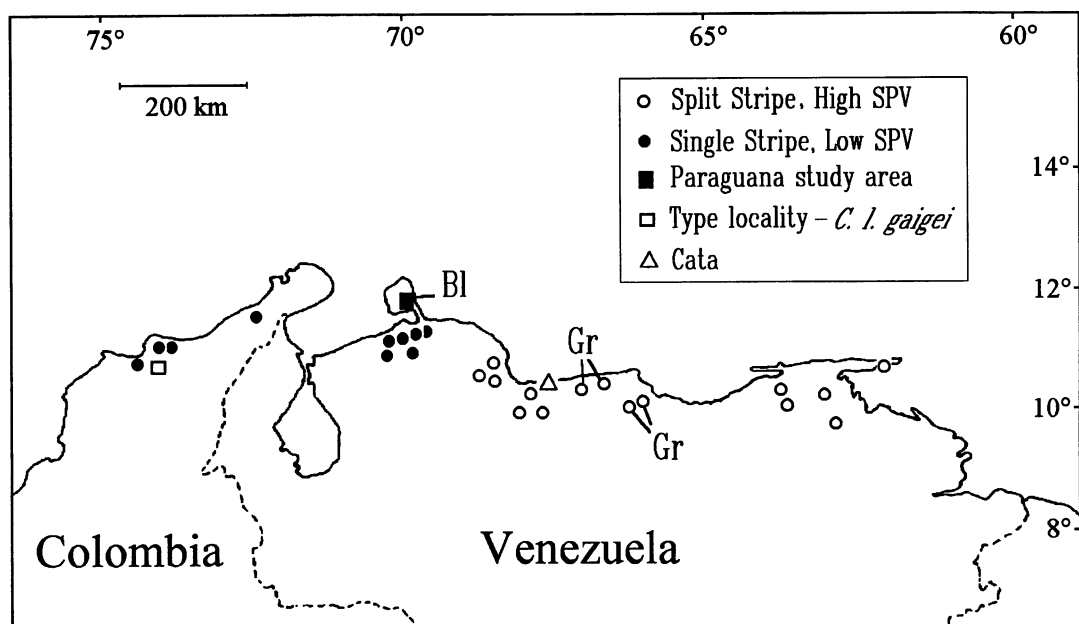 75° 70° 65° 60°
200 km
○ Split Stripe, High SPV
● Single Stripe, Low SPV
■ Paraguana study area
□ Type locality – C. l. gaigei
△ Cata
14°
12°
Bl
Gr
10°
Gr
8°
Colombia Venezuela